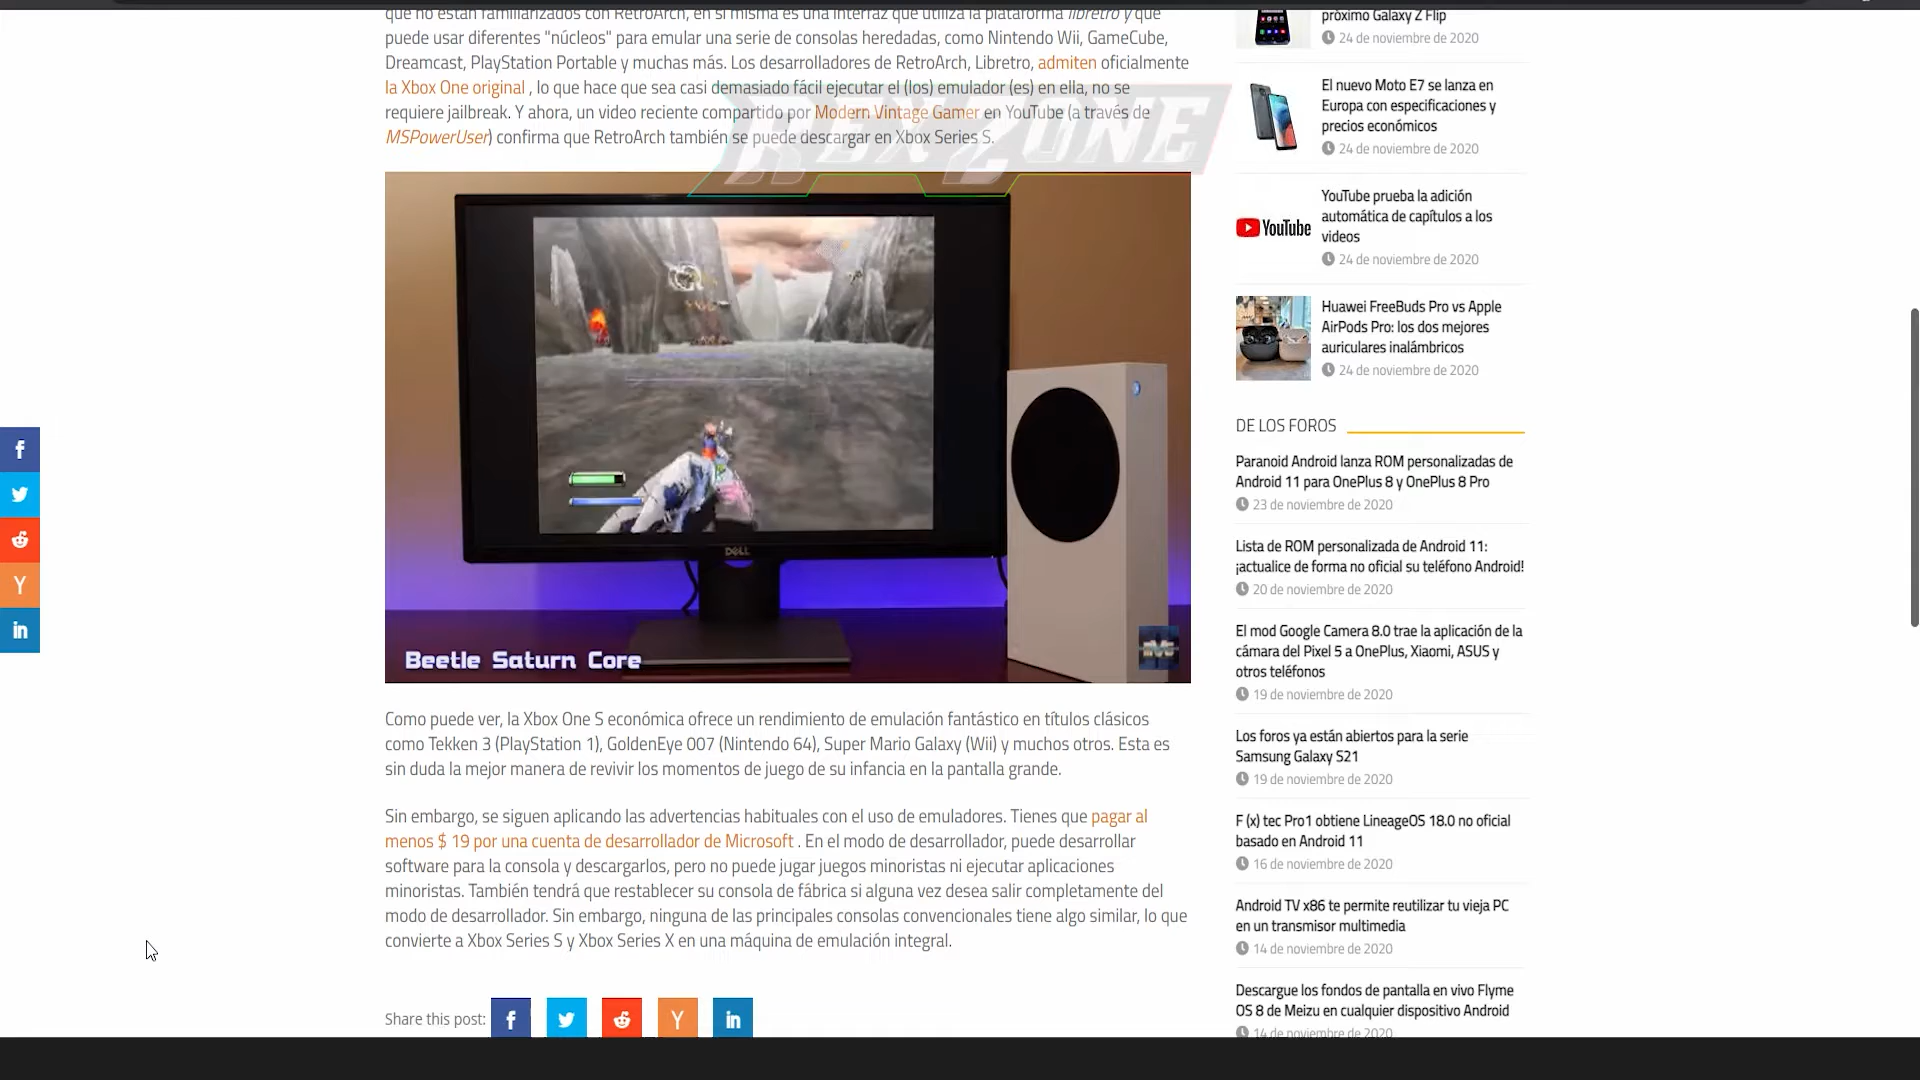 que no están familiarizados con RetroArch, en sí misma es una interfaz que utiliza la plataforma libretro y que
puede usar diferentes "núcleos" para emular una serie de consolas heredadas, como Nintendo Wii, GameCube,
Dreamcast, PlayStation Portable y muchas más. Los desarrolladores de RetroArch, Libretro, admiten oficialmente
la Xbox One original , lo que hace que sea casi demasiado fácil ejecutar el (los) emulador (es) en ella, no se
requiere jailbreak. Y ahora, un video reciente compartido por Modern Vintage Gamer en YouTube (a través de
MSPowerUser) confirma que RetroArch también se puede descargar en Xbox Series S.
REX ZONE
DELL
Beetle Saturn Core
MVG
Como puede ver, la Xbox One S económica ofrece un rendimiento de emulación fantástico en títulos clásicos
como Tekken 3 (PlayStation 1), GoldenEye 007 (Nintendo 64), Super Mario Galaxy (Wii) y muchos otros. Esta es
sin duda la mejor manera de revivir los momentos de juego de su infancia en la pantalla grande.
Sin embargo, se siguen aplicando las advertencias habituales con el uso de emuladores. Tienes que pagar al
menos $ 19 por una cuenta de desarrollador de Microsoft . En el modo de desarrollador, puede desarrollar
software para la consola y descargarlos, pero no puede jugar juegos minoristas ni ejecutar aplicaciones
minoristas. También tendrá que restablecer su consola de fábrica si alguna vez desea salir completamente del
modo de desarrollador. Sin embargo, ninguna de las principales consolas convencionales tiene algo similar, lo que
convierte a Xbox Series S y Xbox Series X en una máquina de emulación integral.
Share this post:
próximo Galaxy Z Flip
24 de noviembre de 2020
El nuevo Moto E7 se lanza en
Europa con especificaciones y
precios económicos
24 de noviembre de 2020
YouTube
YouTube prueba la adición
automática de capítulos a los
videos
24 de noviembre de 2020
Huawei FreeBuds Pro vs Apple
AirPods Pro: los dos mejores
auriculares inalámbricos
24 de noviembre de 2020
DE LOS FOROS
Paranoid Android lanza ROM personalizadas de
Android 11 para OnePlus 8 y OnePlus 8 Pro
23 de noviembre de 2020
Lista de ROM personalizada de Android 11:
¡actualice de forma no oficial su teléfono Android!
20 de noviembre de 2020
El mod Google Camera 8.0 trae la aplicación de la
cámara del Pixel 5 a OnePlus, Xiaomi, ASUS y
otros teléfonos
19 de noviembre de 2020
Los foros ya están abiertos para la serie
Samsung Galaxy S21
19 de noviembre de 2020
F (x) tec Pro1 obtiene LineageOS 18.0 no oficial
basado en Android 11
16 de noviembre de 2020
Android TV x86 te permite reutilizar tu vieja PC
en un transmisor multimedia
14 de noviembre de 2020
Descargue los fondos de pantalla en vivo Flyme
OS 8 de Meizu en cualquier dispositivo Android
14 de noviembre de 2020